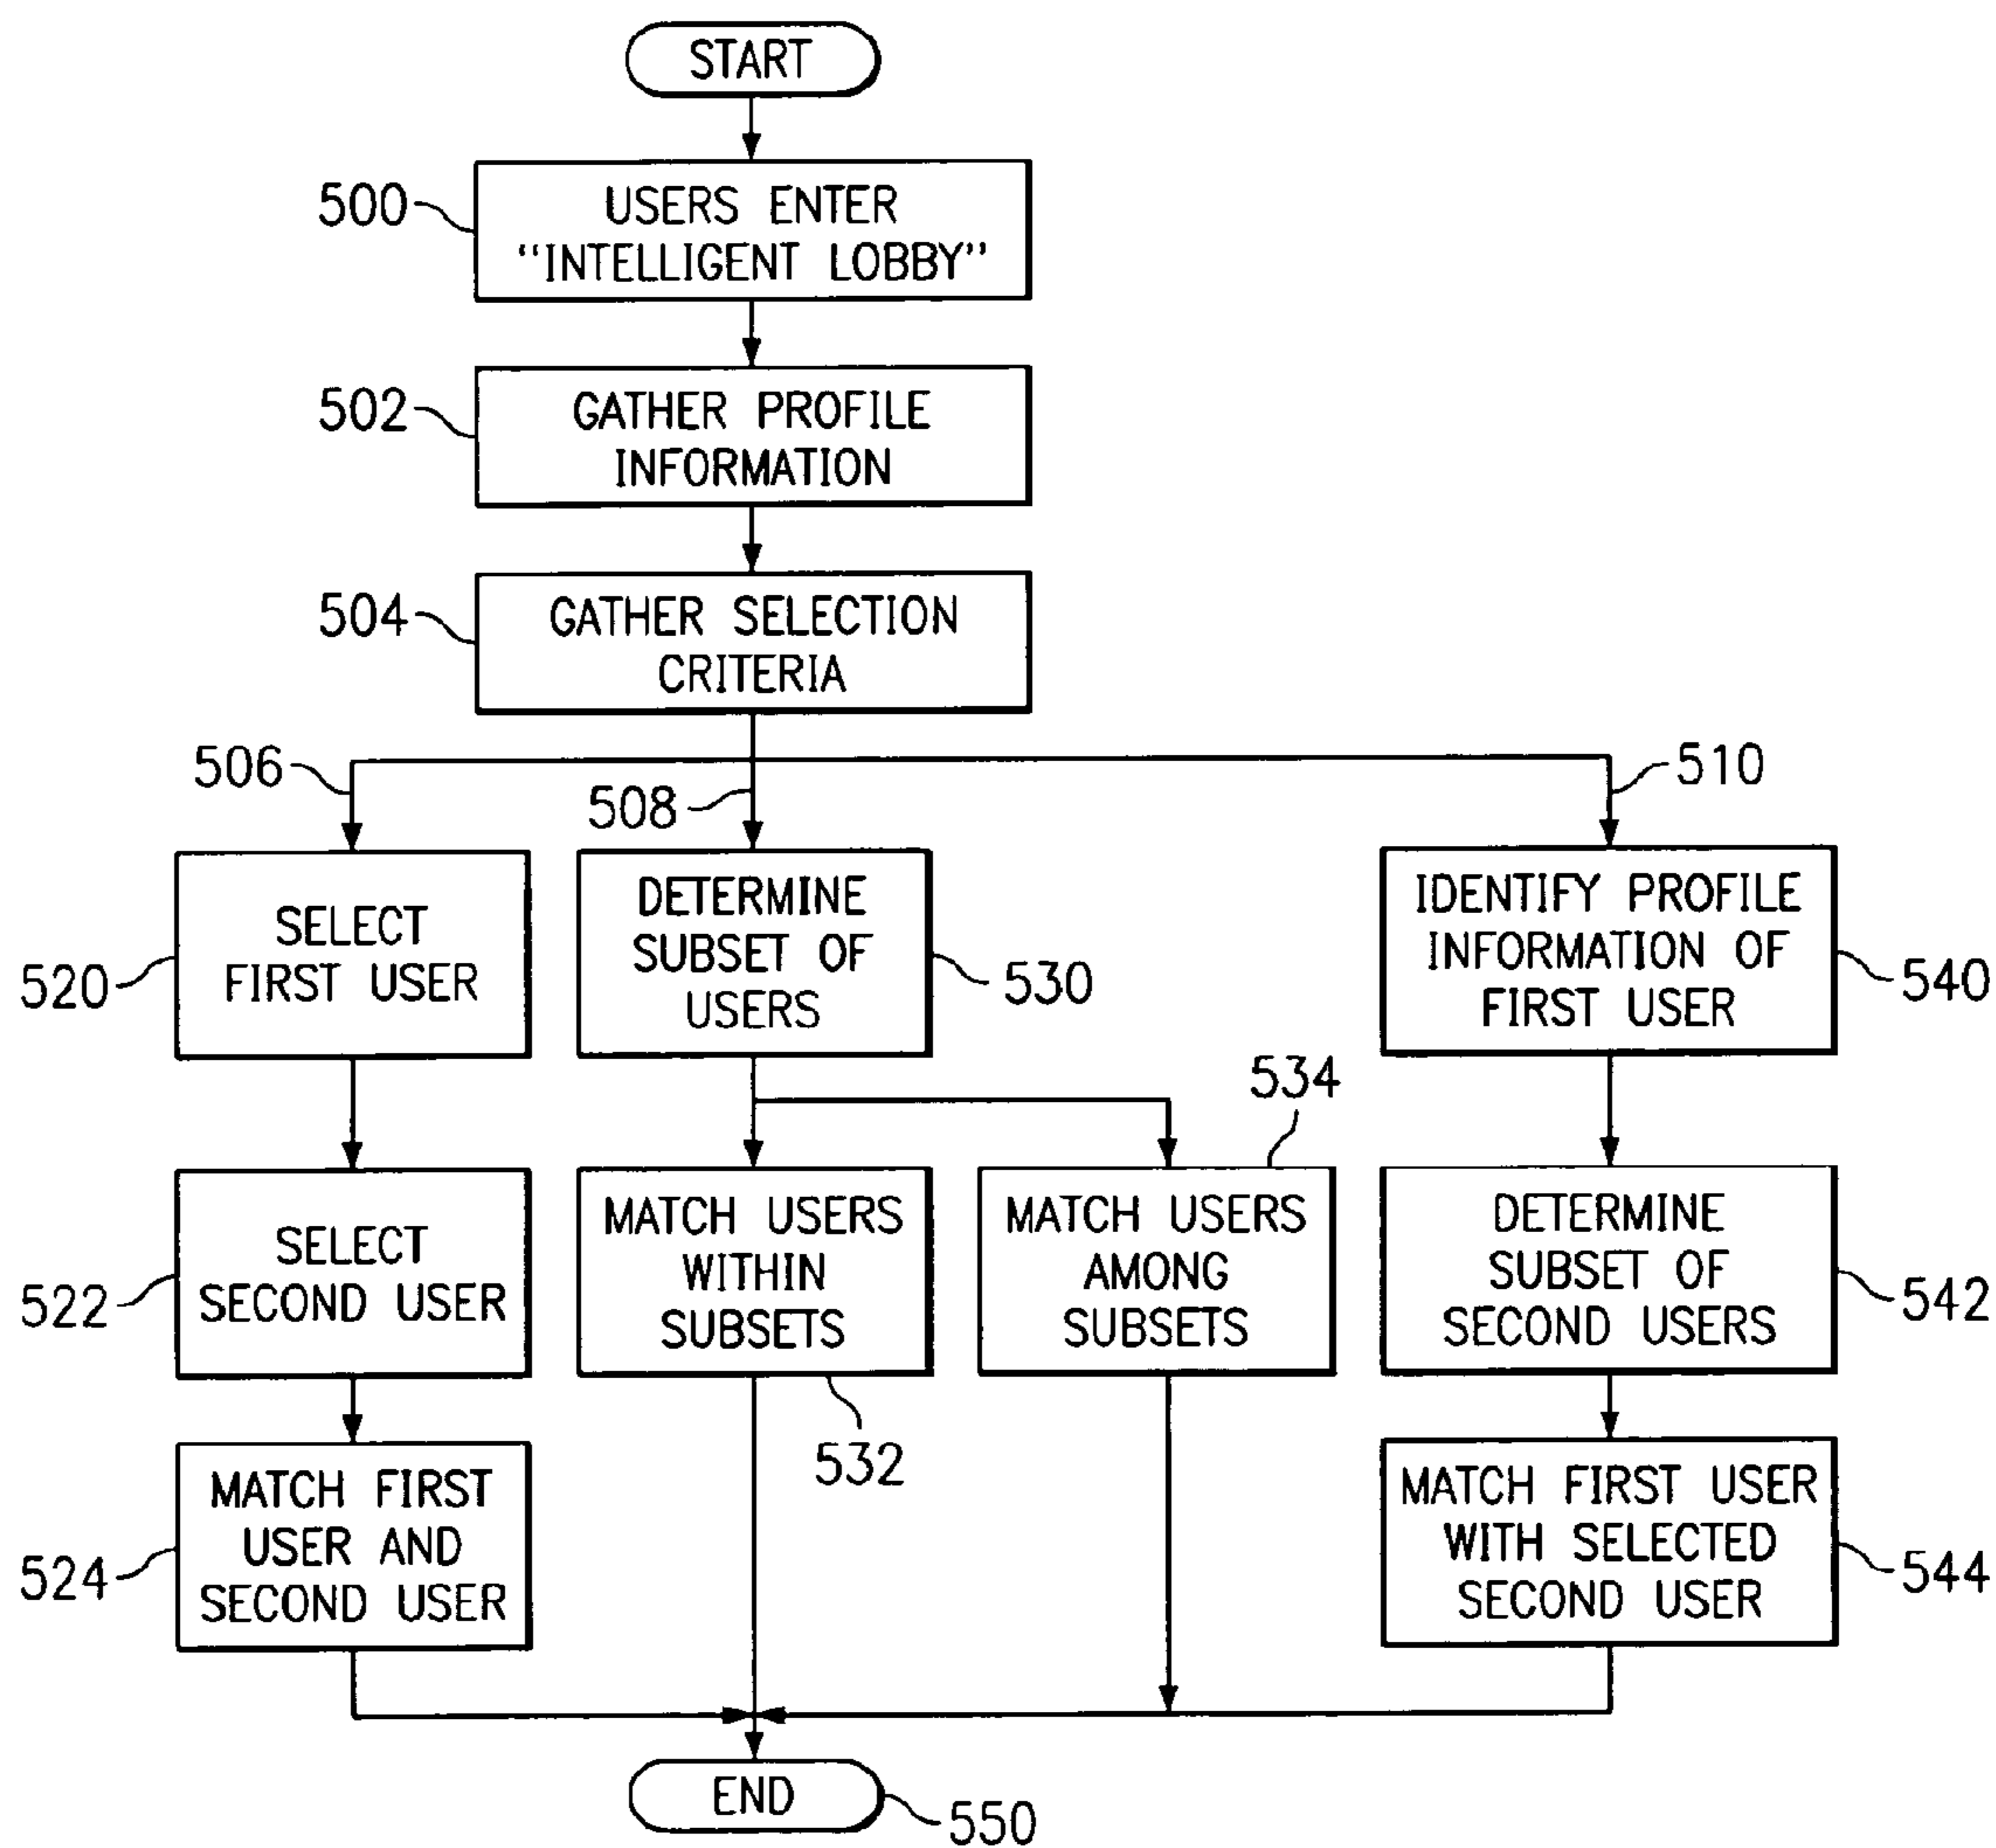 START
500
USERS ENTER
"INTELLIGENT LOBBY"
502
GATHER PROFILE
INFORMATION
504
GATHER SELECTION
CRITERIA
506
508
510
520
SELECT
FIRST USER
DETERMINE
SUBSET OF
USERS
530
IDENTIFY PROFILE
INFORMATION OF
FIRST USER
540
534
522
SELECT
SECOND USER
MATCH USERS
WITHIN
SUBSETS
532
MATCH USERS
AMONG
SUBSETS
DETERMINE
SUBSET OF
SECOND USERS
542
524
MATCH FIRST
USER AND
SECOND USER
MATCH FIRST USER
WITH SELECTED
SECOND USER
544
END
550